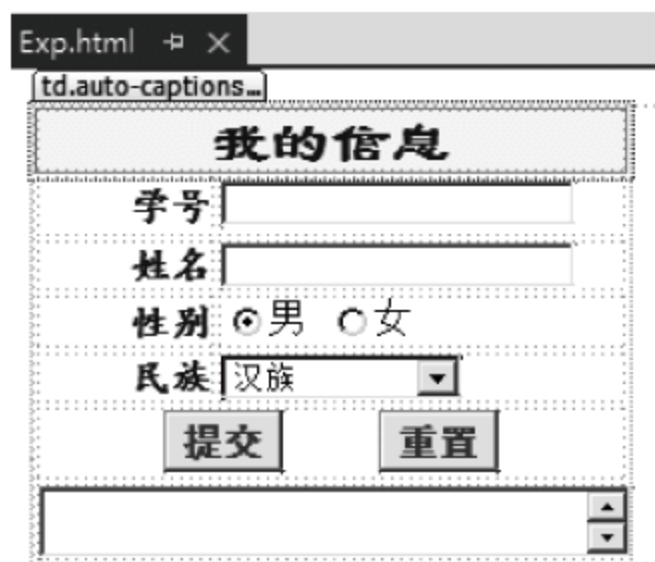 Exp.html
td.auto-captions...
我的信息
学号
姓名
性别 男 女
民族 汉族
提交 重置